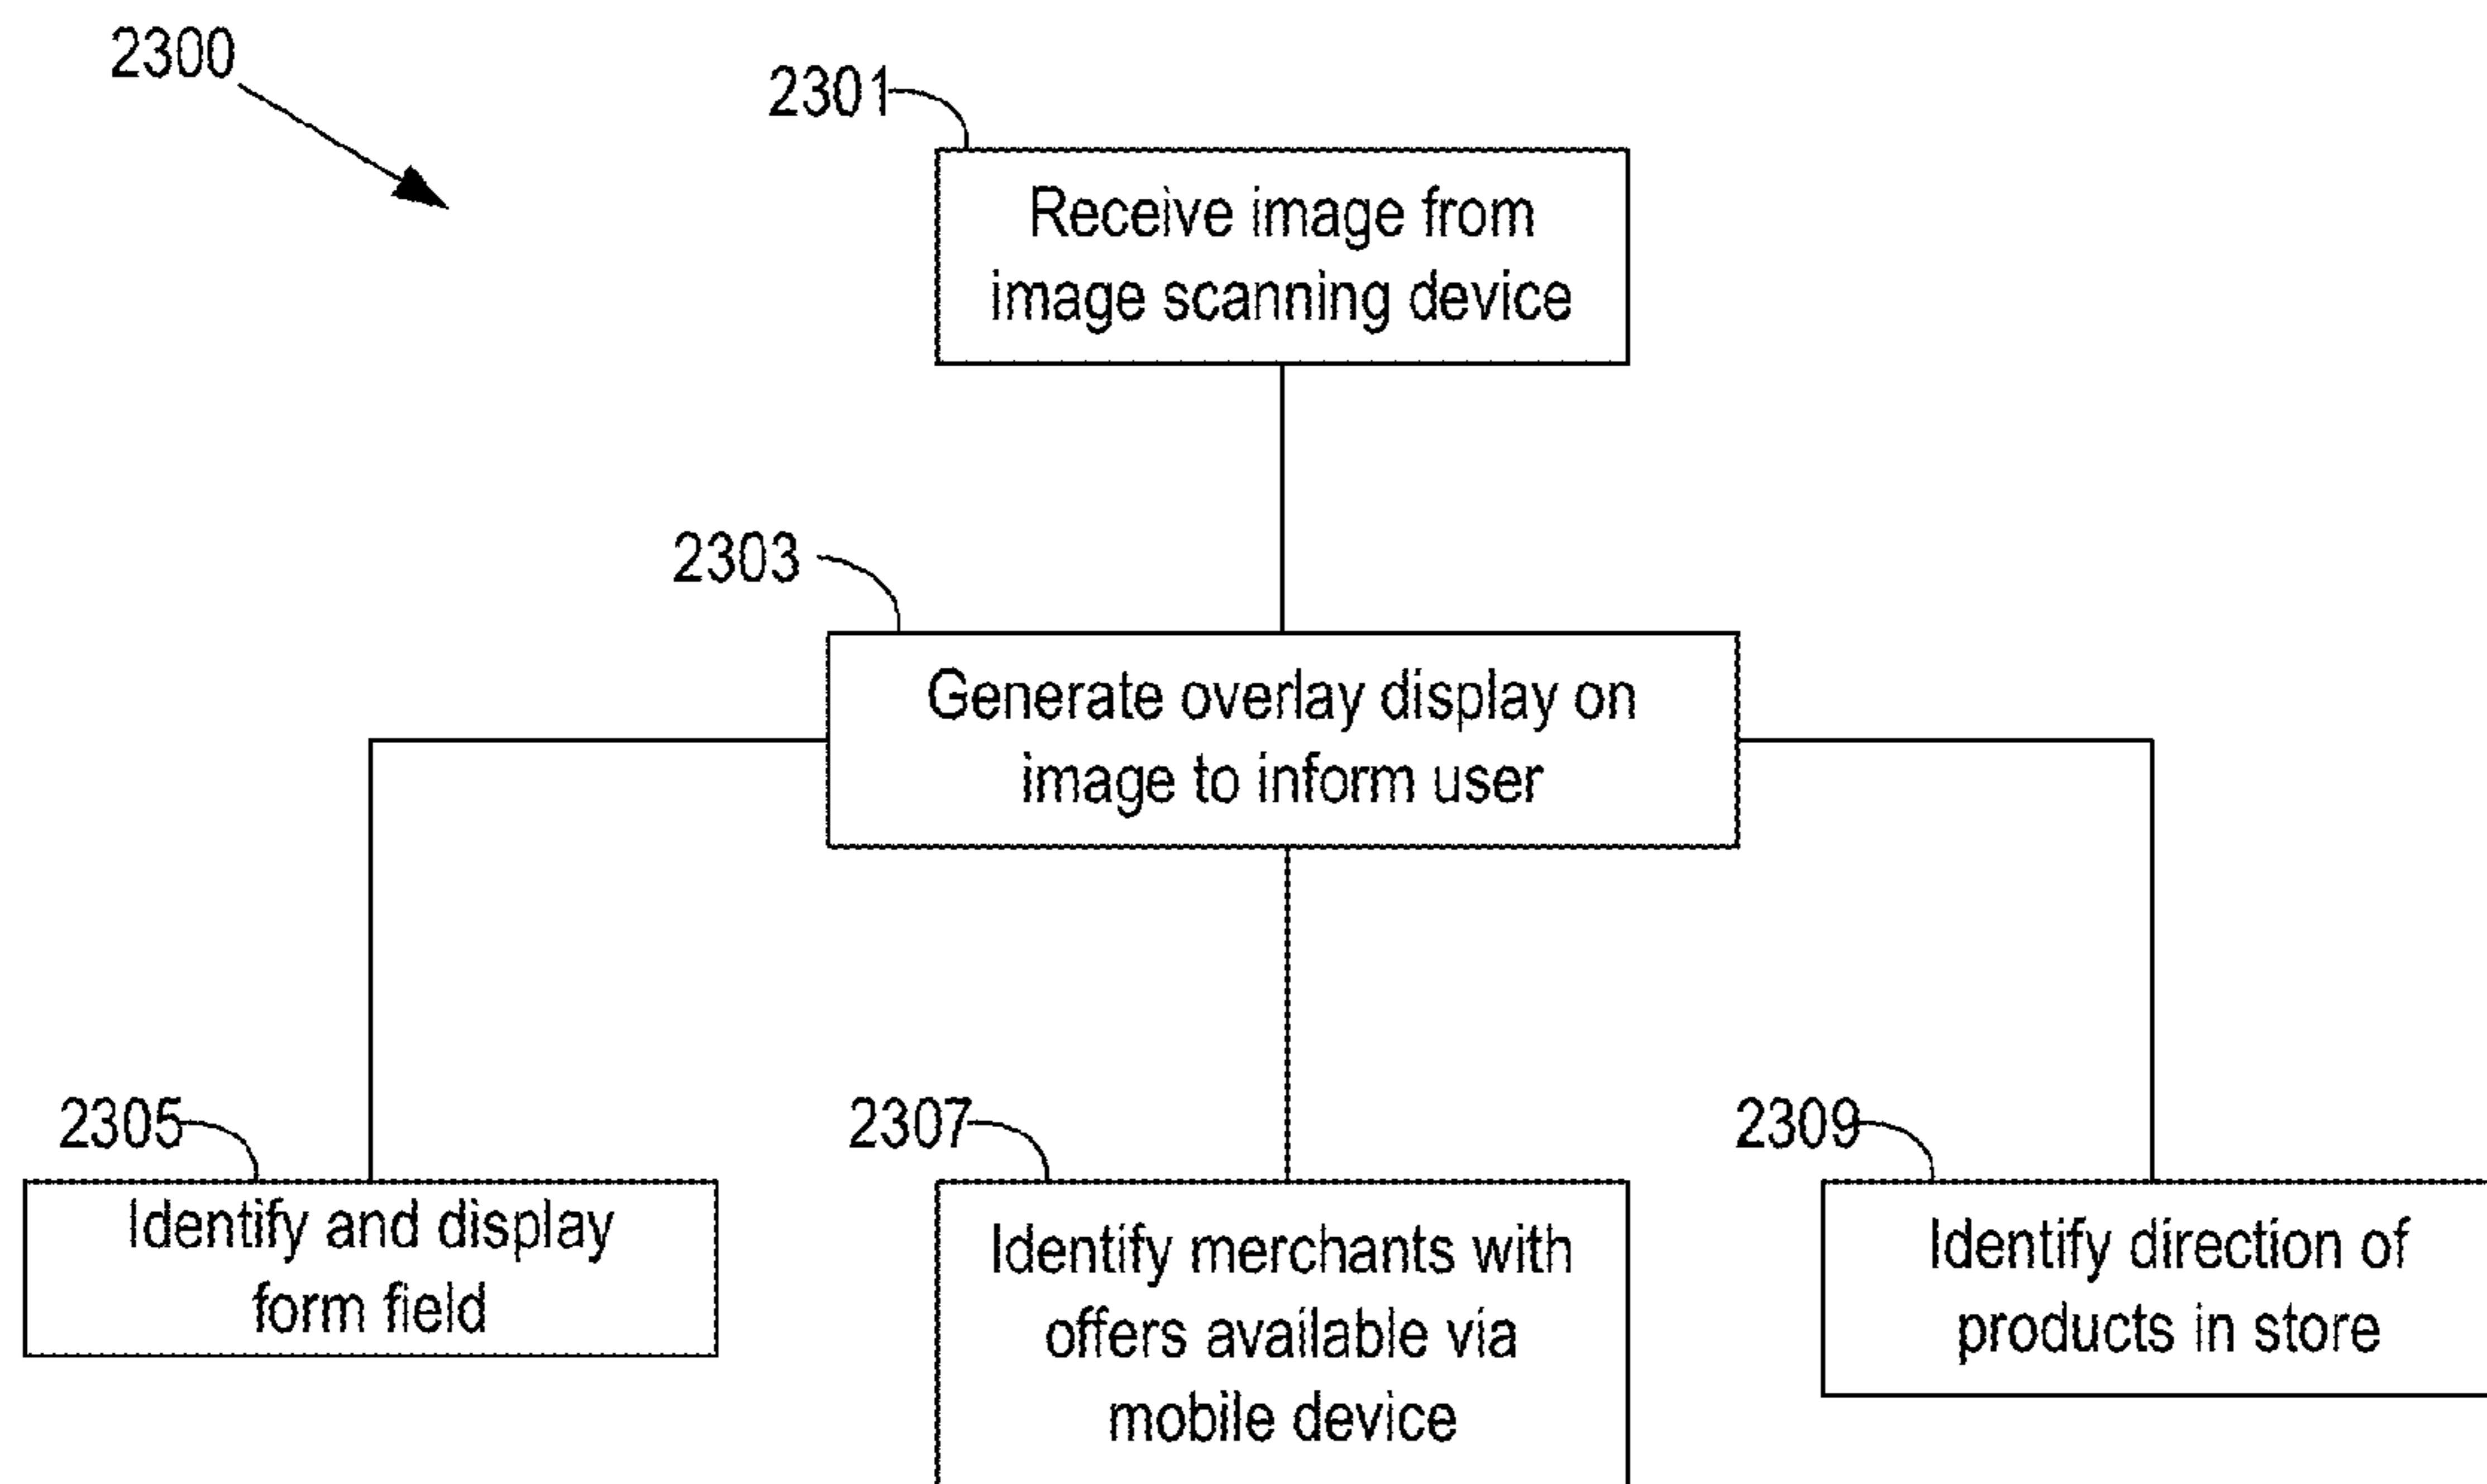 2300
2301
Receive image from
image scanning device
2303
Generate overlay display on
image to inform user
2305
Identify and display
form field
2307
Identify merchants with
offers available via
mobile device
2309
Identify direction of
products in store